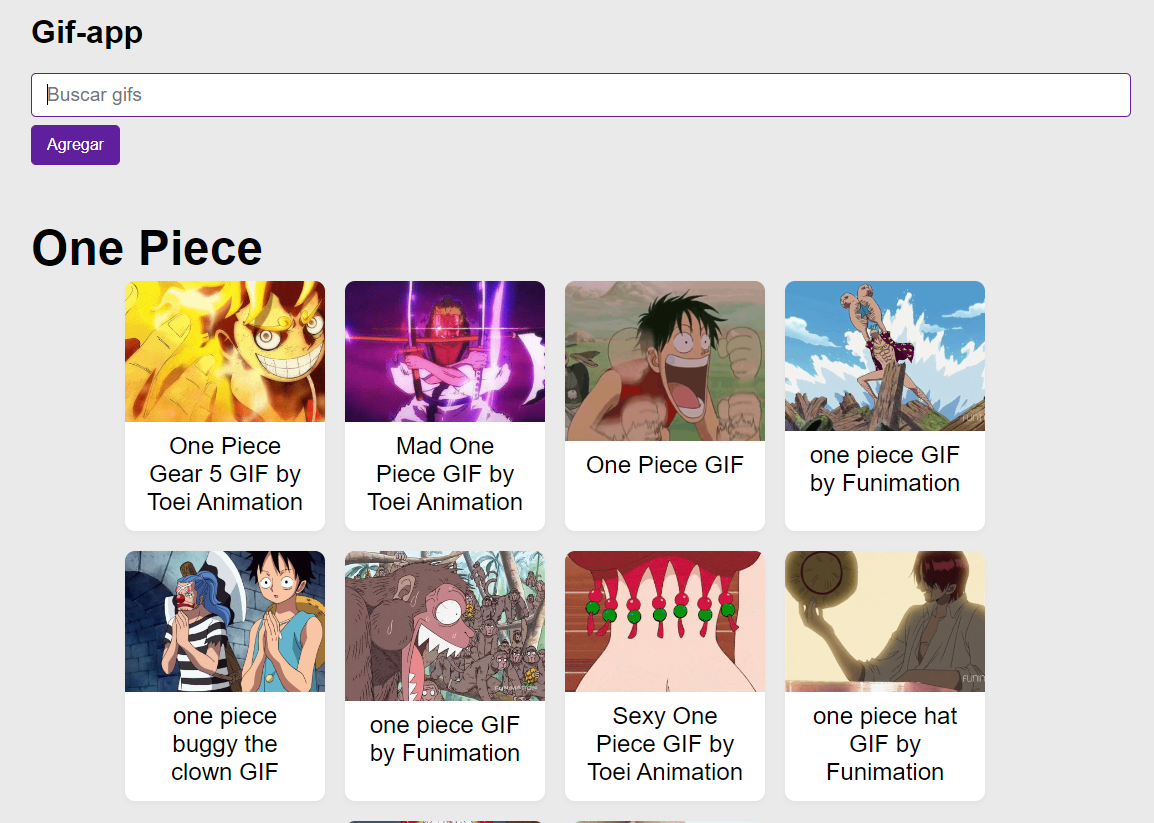 Gif-app
Buscar gifs
Agregar
One Piece
One Piece
Gear 5 GIF by
Toei Animation
Mad One
Piece GIF by
Toei Animation
One Piece GIF
one piece GIF
by Funimation
one piece
buggy the
clown GIF
one piece GIF
by Funimation
Sexy One
Piece GIF by
Toei Animation
one piece hat
GIF by
Funimation